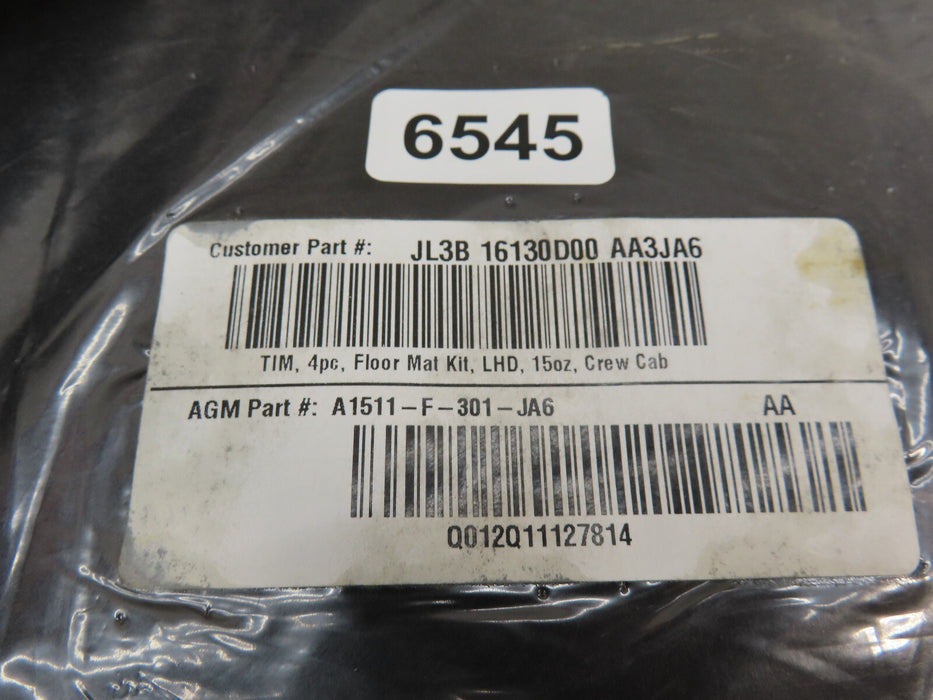 6545
Customer Part #: JL3B 16130D00 AA3JA6
TIM, 4pc, Floor Mat Kit, LHD, 15oz, Crew Cab
AGM Part #: A1511-F-301-JA6 AA
Q012Q11127814